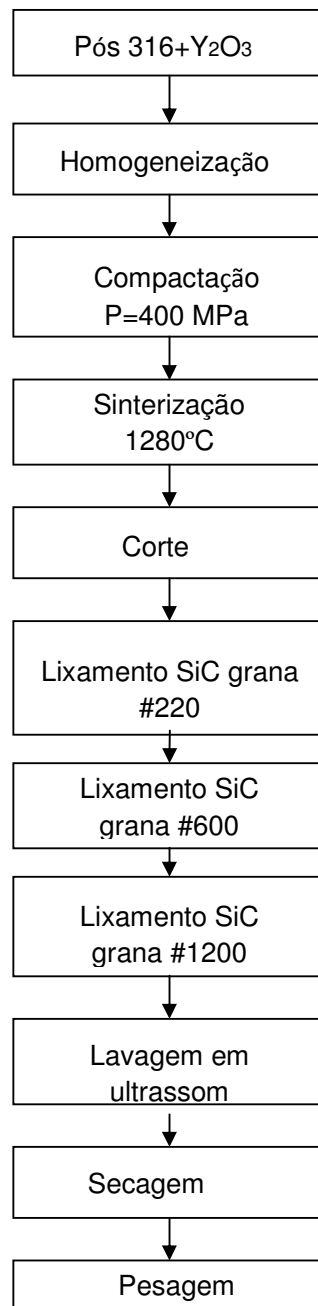 Pós 316+Y2O3
Homogeneização
Compactação
P=400 MPa
Sinterização
1280ºC
Corte
Lixamento SiC grana
#220
Lixamento SiC
grana #600
Lixamento SiC
grana #1200
Lavagem em
ultrassom
Secagem
Pesagem